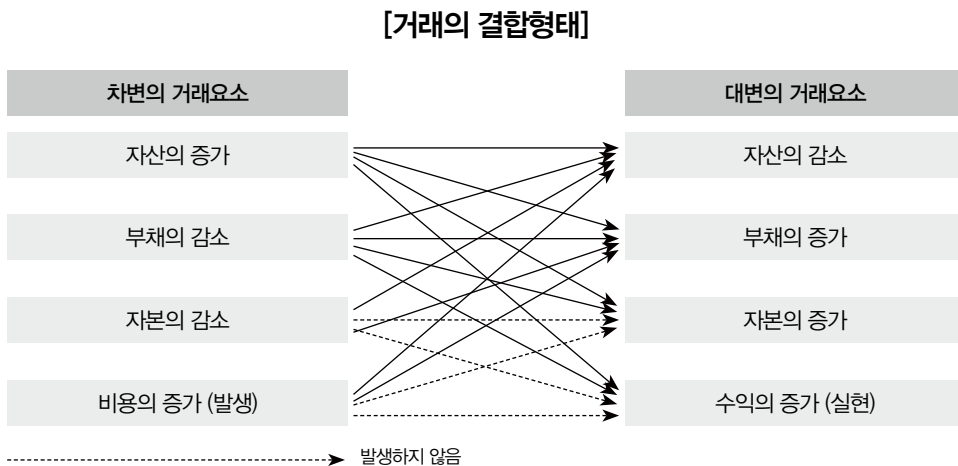 [거래의 결합형태]
차변의 거래요소
대변의 거래요소
자산의 증가
자산의 감소
부채의 감소
부채의 증가
자본의 감소
자본의 증가
비용의 증가 (발생)
수익의 증가 (실현)
발생하지 않음